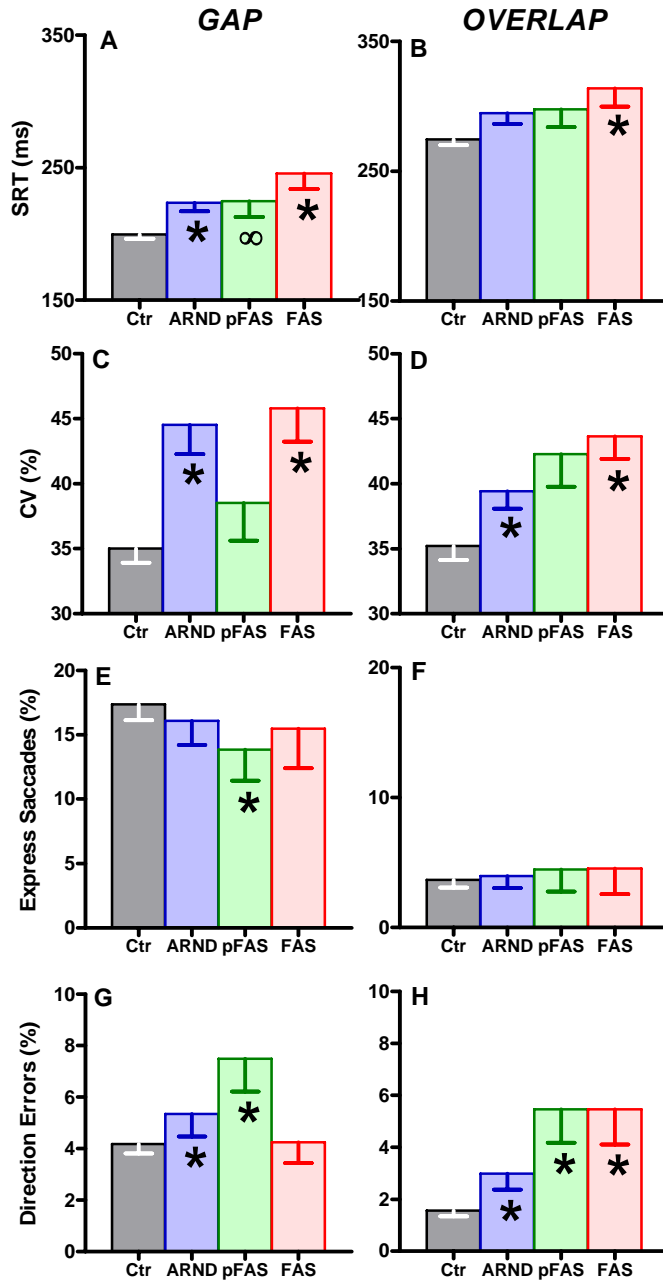 GAP OVERLAP
A
B
SRT (ms)
350
250
150
350
250
150
* ∞ *
*
Ctr ARND pFAS FAS
Ctr ARND pFAS FAS
C
D
CV (%)
50
45
40
35
30
50
45
40
35
30
* *
* *
Ctr ARND pFAS FAS
Ctr ARND pFAS FAS
E
F
Express Saccades (%)
20
15
10
5
0
20
10
0
*
Ctr ARND pFAS FAS
Ctr ARND pFAS FAS
G
H
Direction Errors (%)
10
8
6
4
2
0
10
8
6
4
2
0
* *
* * *
Ctr ARND pFAS FAS
Ctr ARND pFAS FAS